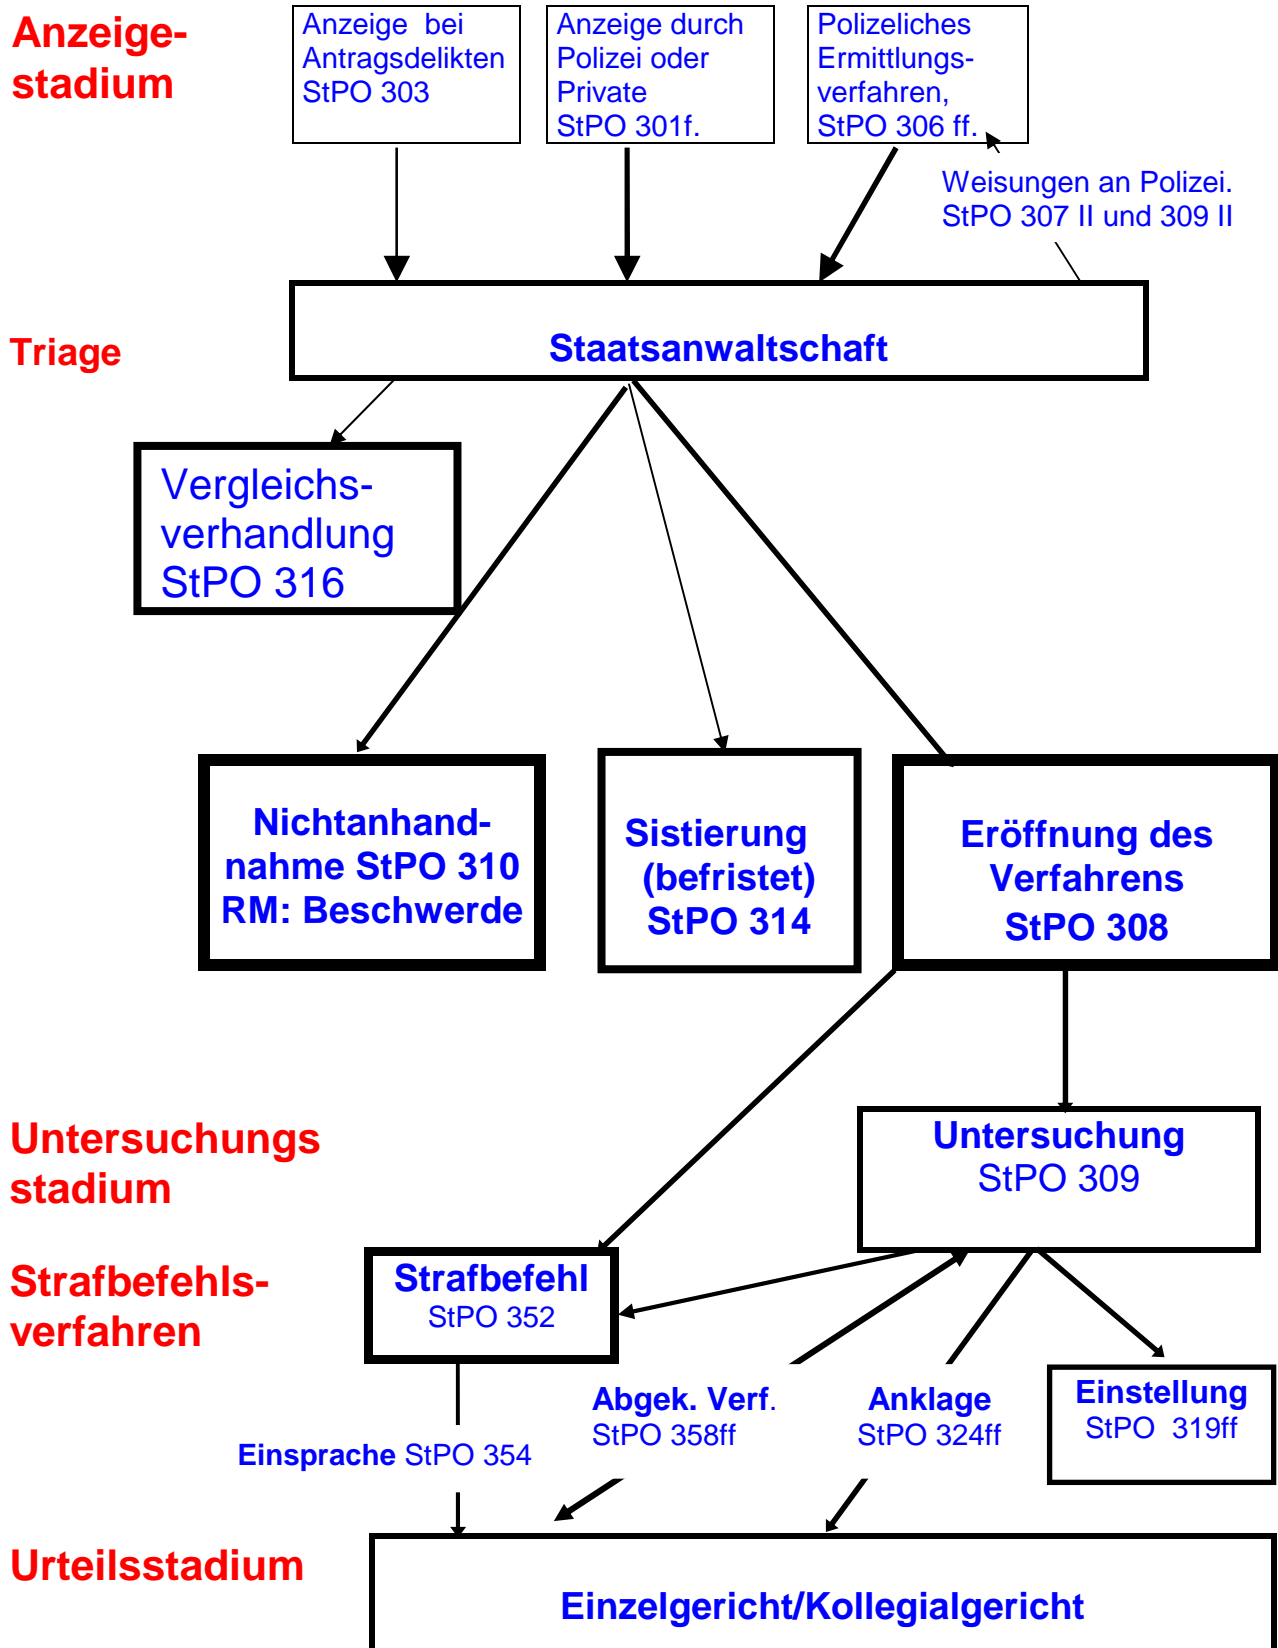 Anzeige-
stadium
Anzeige bei
Antragsdelikten
StPO 303
Anzeige durch
Polizei oder
Private
StPO 301f.
Polizeliches
Ermittlungs-
verfahren,
StPO 306 ff.
Weisungen an Polizei.
StPO 307 II und 309 II
Triage
Staatsanwaltschaft
Vergleichs-
verhandlung
StPO 316
Nichtanhand-
nahme StPO 310
RM: Beschwerde
Sistierung
(befristet)
StPO 314
Eröffnung des
Verfahrens
StPO 308
Untersuchungs
stadium
Untersuchung
StPO 309
Strafbefehls-
verfahren
Strafbefehl
StPO 352
Abgek. Verf.
StPO 358ff
Anklage
StPO 324ff
Einstellung
StPO 319ff
Einsprache StPO 354
Urteilsstadium
Einzelgericht/Kollegialgericht